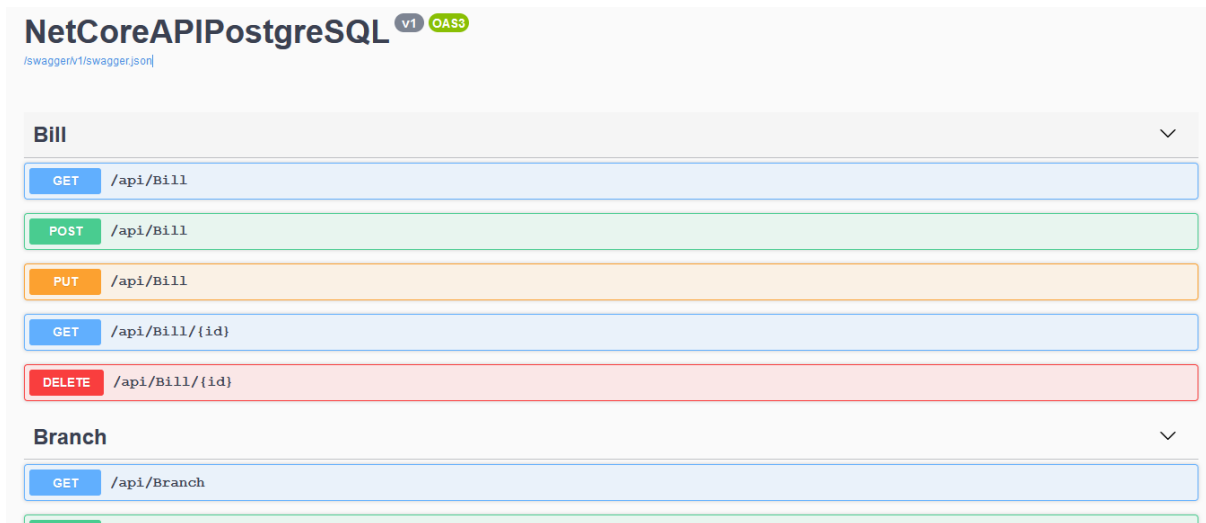 NetCoreAPIPostgreSQL v1 OAS3
/swagger/v1/swagger.json
Bill
GET /api/Bill
POST /api/Bill
PUT /api/Bill
GET /api/Bill/{id}
DELETE /api/Bill/{id}
Branch
GET /api/Branch